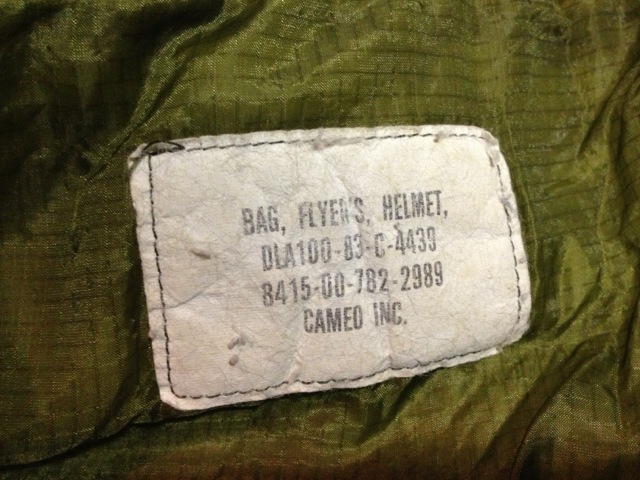 BAG, FLYER'S, HELMET,
DLA100-83-C-4439
8415-00-782-2989
CAMEO INC.